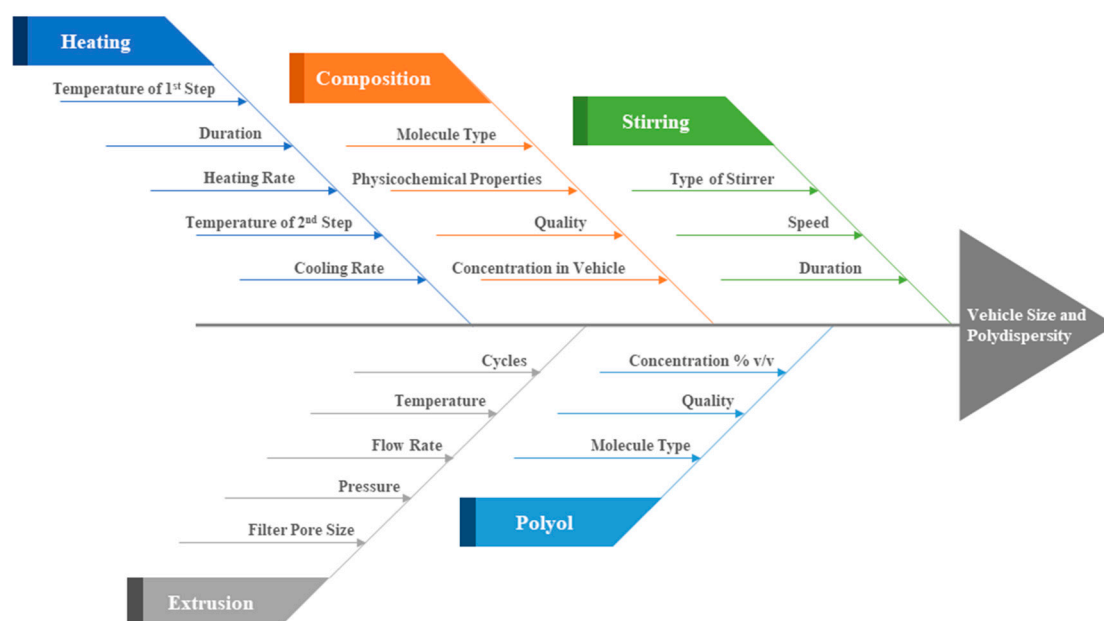 Heating
Temperature of 1st Step
Duration
Heating Rate
Temperature of 2nd Step
Cooling Rate
Composition
Molecule Type
Physicochemical Properties
Quality
Concentration in Vehicle
Stirring
Type of Stirrer
Speed
Duration
Vehicle Size and
Polydispersity
Cycles
Temperature
Flow Rate
Pressure
Filter Pore Size
Extrusion
Concentration % v/v
Quality
Molecule Type
Polyol